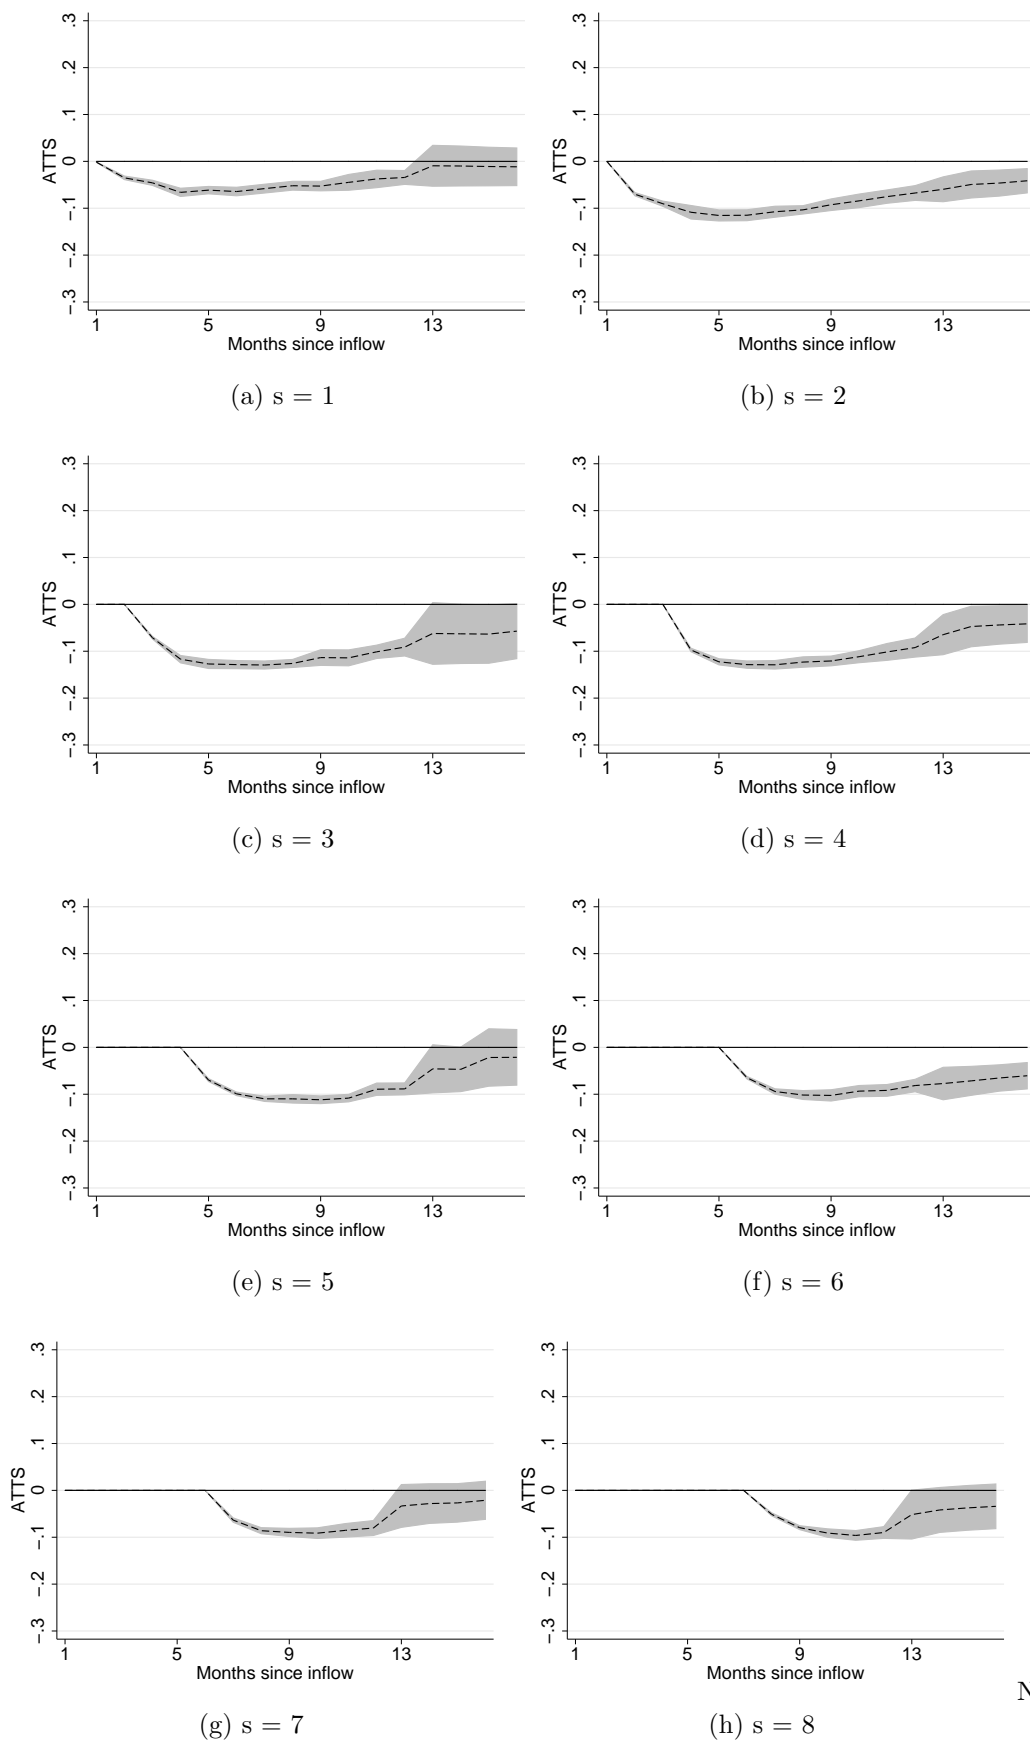 .3 .3
.2 .2
.1 .1
ATTS 0 ATTS 0
−.1 −.1
−.2 −.2
−.3 −.3
1 5 9 13 1 5 9 13
Months since inflow Months since inflow
(a) s = 1 (b) s = 2
.3 .3
.2 .2
.1 .1
ATTS 0 ATTS 0
−.1 −.1
−.2 −.2
−.3 −.3
1 5 9 13 1 5 9 13
Months since inflow Months since inflow
(c) s = 3 (d) s = 4
.3 .3
.2 .2
.1 .1
ATTS 0 ATTS 0
−.1 −.1
−.2 −.2
−.3 −.3
1 5 9 13 1 5 9 13
Months since inflow Months since inflow
(e) s = 5 (f) s = 6
.3 .3
.2 .2
.1 .1
ATTS 0 ATTS 0
−.1 −.1
−.2 −.2
−.3 −.3
1 5 9 13 1 5 9 13
Months since inflow Months since inflow
(g) s = 7 (h) s = 8